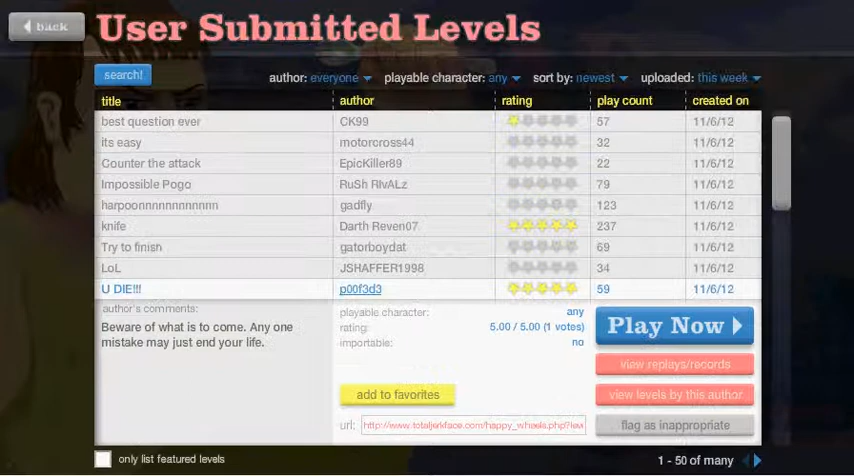 back
User Submitted Levels
search!
author: everyone playable character: any sort by: newest uploaded: this week
title author rating play count created on
best question ever CK99 57 11/6/12
its easy motorcross44 32 11/6/12
Counter the attack EpicKiller89 22 11/6/12
Impossible Pogo RuSh RIvALz 79 11/6/12
harpoonnnnnnnnnnn gadfly 123 11/6/12
knife Darth Reven07 237 11/6/12
Try to finish gatorboydat 69 11/6/12
LoL JSHAFFER1998 34 11/6/12
U DIE!!! p00f3d3 59 11/6/12
author's comments:
Beware of what is to come. Any one
mistake may just end your life.
playable character: any
rating: 5.00 / 5.00 (1 votes)
importable: no
Play Now
view replays/records
add to favorites
view levels by this author
url: http://www.totaljerkface.com/happy_wheels.php?leve
flag as inappropriate
only list featured levels
1 - 50 of many